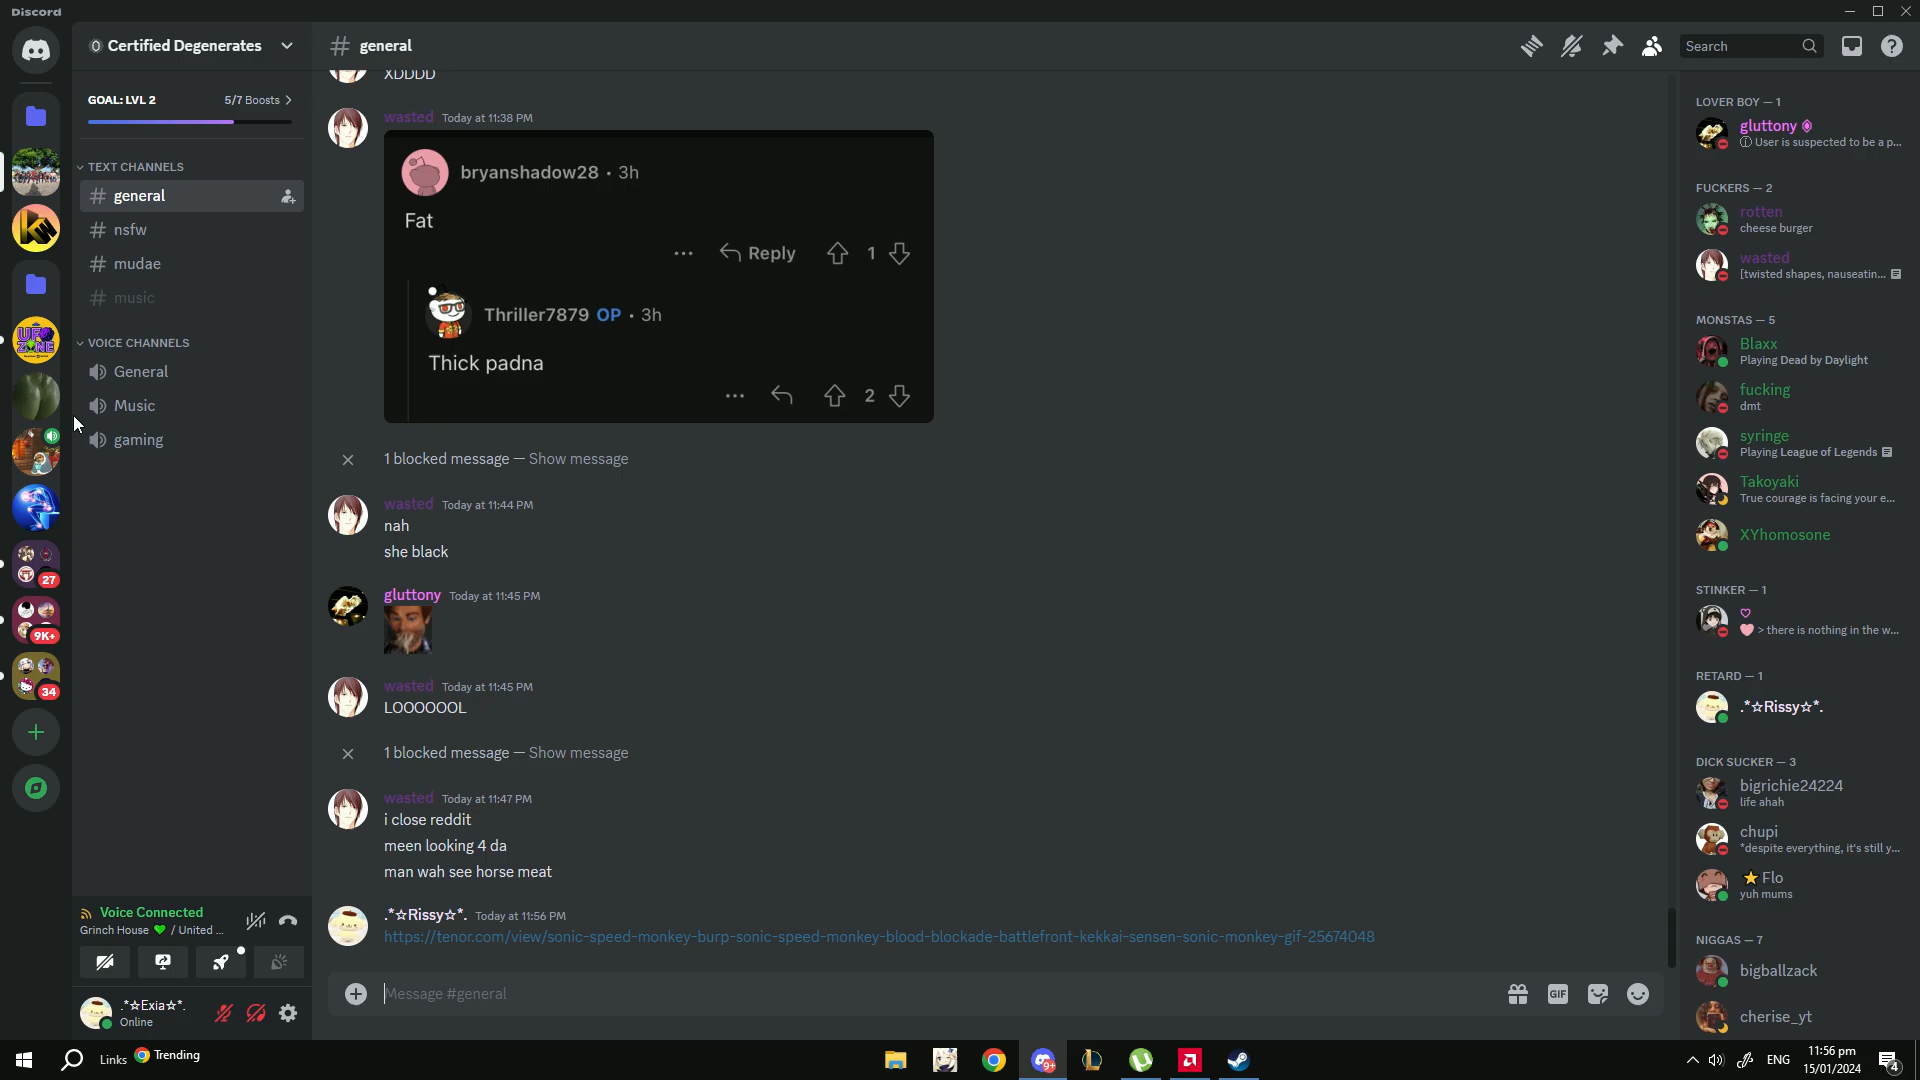 Discord
Certified Degenerates
GOAL: LVL 2
5/7 Boosts
TEXT CHANNELS
general
nsfw
mudae
music
VOICE CHANNELS
General
Music
gaming
UFO
ZONE
27
9K+
34
Voice Connected
Grinch House 💚 / United ...
.*☆Exia☆*.
Online
general
Search
XDDDD
wasted Today at 11:38 PM
bryanshadow28 • 3h
Fat
... Reply 1
Thriller7879 OP • 3h
Thick padna
... 2
1 blocked message — Show message
wasted Today at 11:44 PM
nah
she black
gluttony Today at 11:45 PM
wasted Today at 11:45 PM
LOOOOOOL
1 blocked message — Show message
wasted Today at 11:47 PM
i close reddit
meen looking 4 da
man wah see horse meat
.*☆Rissy☆*. Today at 11:56 PM
https://tenor.com/view/sonic-speed-monkey-burp-sonic-speed-monkey-blood-blockade-battlefront-kekkai-sensen-sonic-monkey-gif-25674048
Message #general
GIF
LOVER BOY — 1
gluttony
User is suspected to be a p...
FUCKERS — 2
rotten
cheese burger
wasted
[twisted shapes, nauseatin...
MONSTAS — 5
Blaxx
Playing Dead by Daylight
fucking
dmt
syringe
Playing League of Legends
Takoyaki
True courage is facing your e...
XYhomosone
STINKER — 1
♡
🩷 > there is nothing in the w...
RETARD — 1
.*☆Rissy☆*.
DICK SUCKER — 3
bigrichie24224
life ahah
chupi
*despite everything, it's still y...
⭐ Flo
yuh mums
NIGGAS — 7
bigballzack
cherise_yt
Links
Trending
9+
ENG
11:56 pm
15/01/2024
4